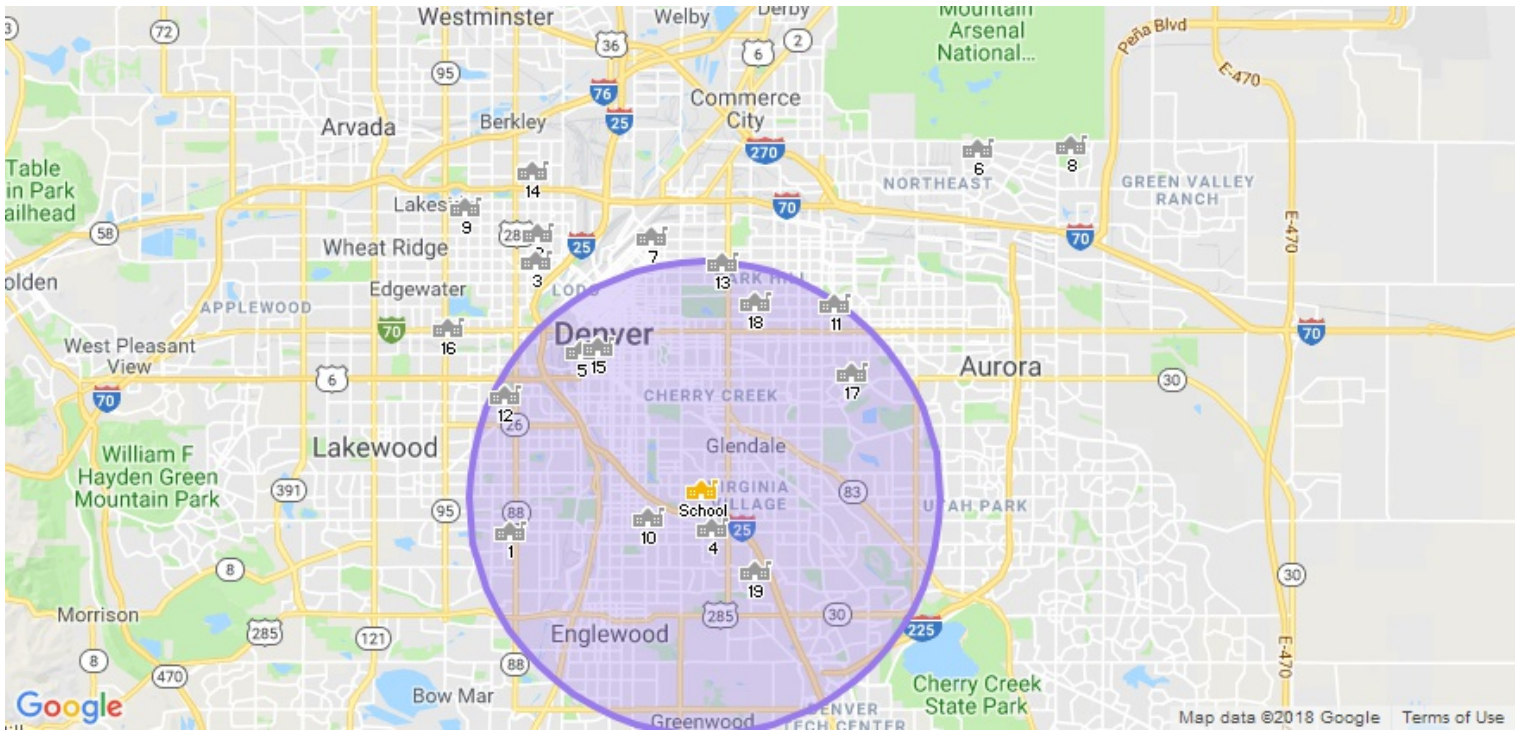 Westminster
Welby
Derby
Mountain
Arsenal
National...
Peña Blvd
E-470
3
72
36
6
2
95
76
25
Commerce
City
Arvada
Berkley
270
6
8
Table
in Park
ailhead
14
NORTHEAST
GREEN VALLEY
RANCH
9
70
58
Wheat Ridge
25
7
70
E-470
3
olden
Edgewater
LODO
13
18
11
APPLEWOOD
70
16
Denver
70
West Pleasant
View
5
15
Aurora
6
17
30
70
12
CHERRY CREEK
26
Lakewood
Glendale
William F
Hayden Green
Mountain Park
391
VIRGINIA
VILLAGE
83
School
UTAH PARK
95
88
1
10
4
25
8
19
30
Morrison
285
121
Englewood
285
30
225
E-470
8
470
88
Bow Mar
Cherry Creek
State Park
Google
Greenwood
DENVER
TECH CENTER
Map data ©2018 Google
Terms of Use